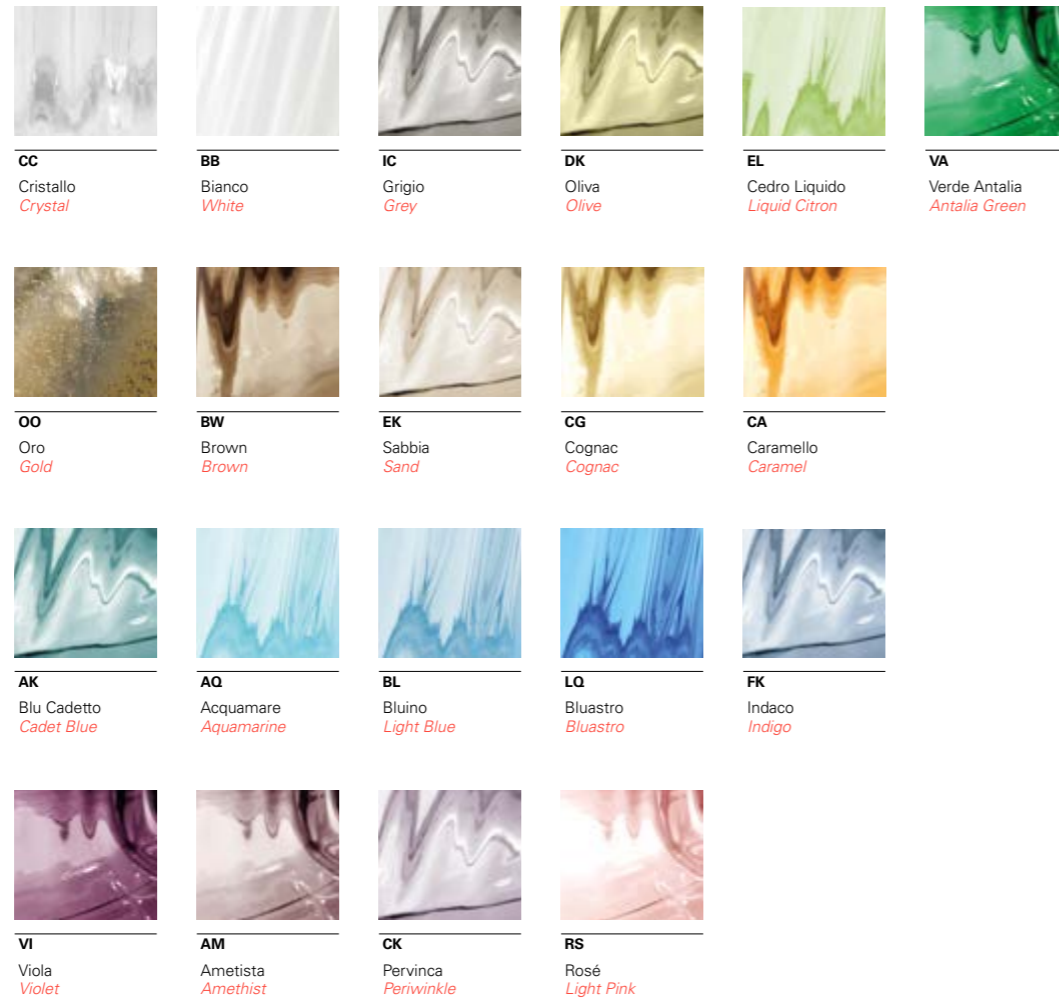 CC
Cristallo
Crystal
BB
Bianco
White
IC
Grigio
Grey
DK
Oliva
Olive
EL
Cedro Liquido
Liquid Citron
VA
Verde Antalia
Antalia Green
OO
Oro
Gold
BW
Brown
Brown
EK
Sabbia
Sand
CG
Cognac
Cognac
CA
Caramello
Caramel
AK
Blu Cadetto
Cadet Blue
AQ
Acquamare
Aquamarine
BL
Bluino
Light Blue
LQ
Bluastro
Bluastro
FK
Indaco
Indigo
VI
Viola
Violet
AM
Ametista
Amethist
CK
Pervinca
Periwinkle
RS
Rosé
Light Pink